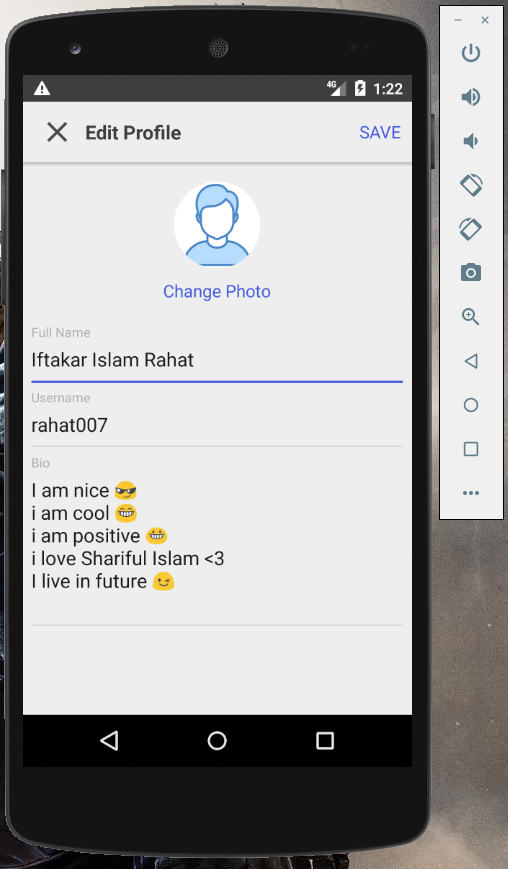 4G 1:22
Edit Profile SAVE
Change Photo
Full Name
Iftakar Islam Rahat
Username
rahat007
Bio
I am nice 😎
i am cool 😁
i am positive 😬
i love Shariful Islam <3
I live in future 😉